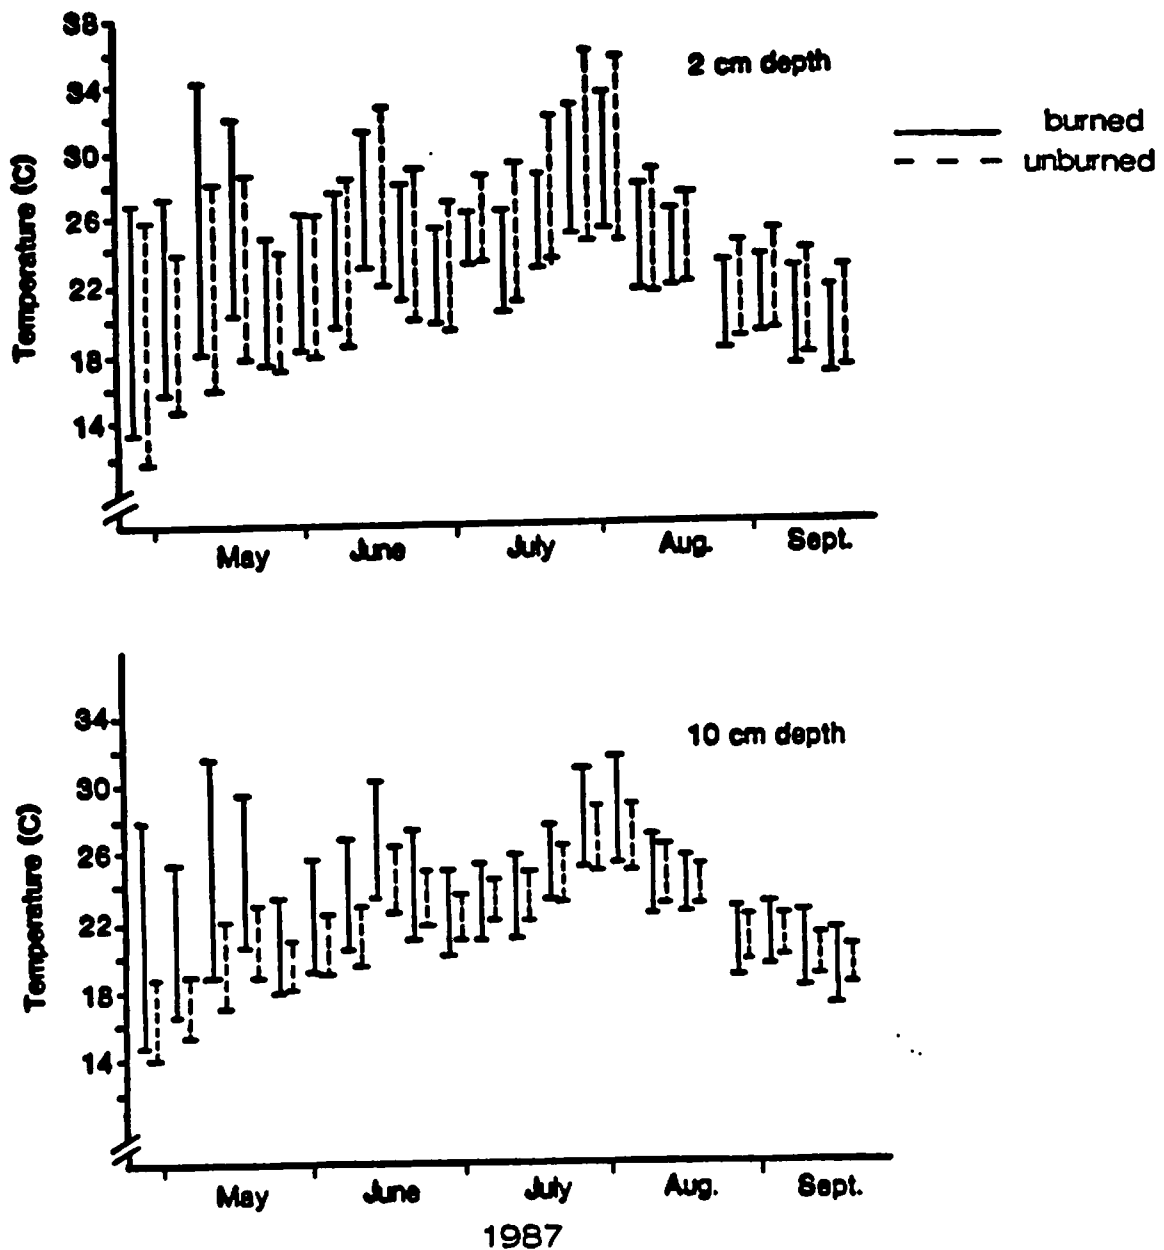 38
2 cm depth
34
burned
30
unburned
26
22
18
14
Temperature (C)
May June July Aug. Sept.
34
10 cm depth
30
26
22
18
14
Temperature (C)
May June July Aug. Sept.
1987